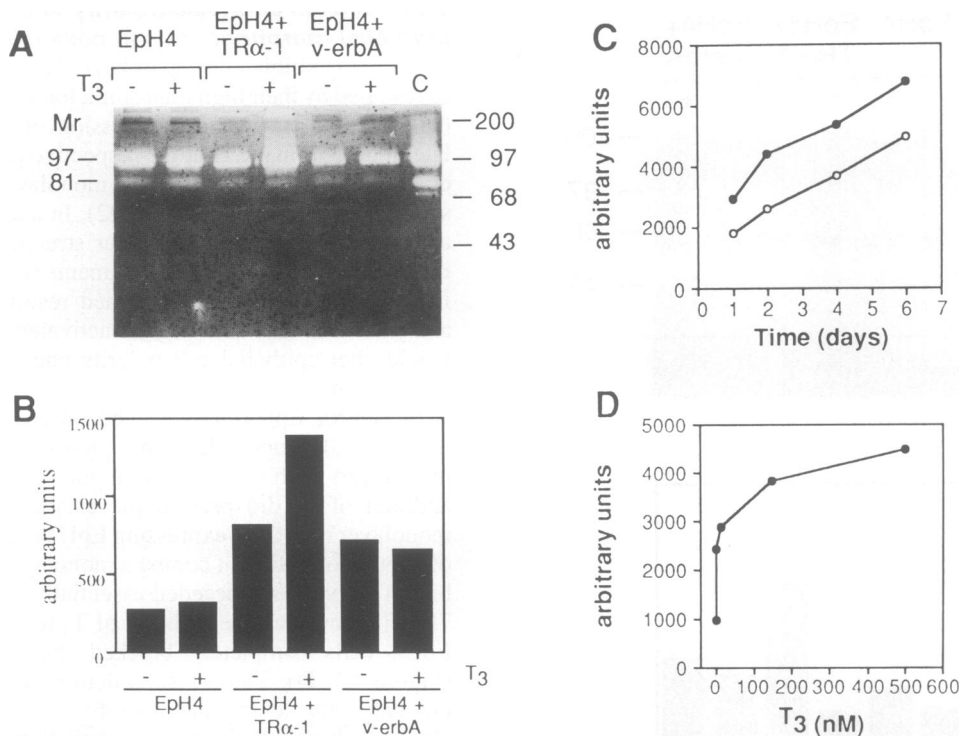 A
EpH4
EpH4+
TRα-1
EpH4+
v-erbA
T3 - + - + - + C
Mr
97
81
200
97
68
43
B
arbitrary units
1500
1000
500
0
- + - + - + T3
EpH4
EpH4 +
TRα-1
EpH4 +
v-erbA
C
arbitrary units
8000
6000
4000
2000
0
0 1 2 3 4 5 6 7
Time (days)
D
arbitrary units
5000
4000
3000
2000
1000
0
0 100 200 300 400 500 600
T3 (nM)